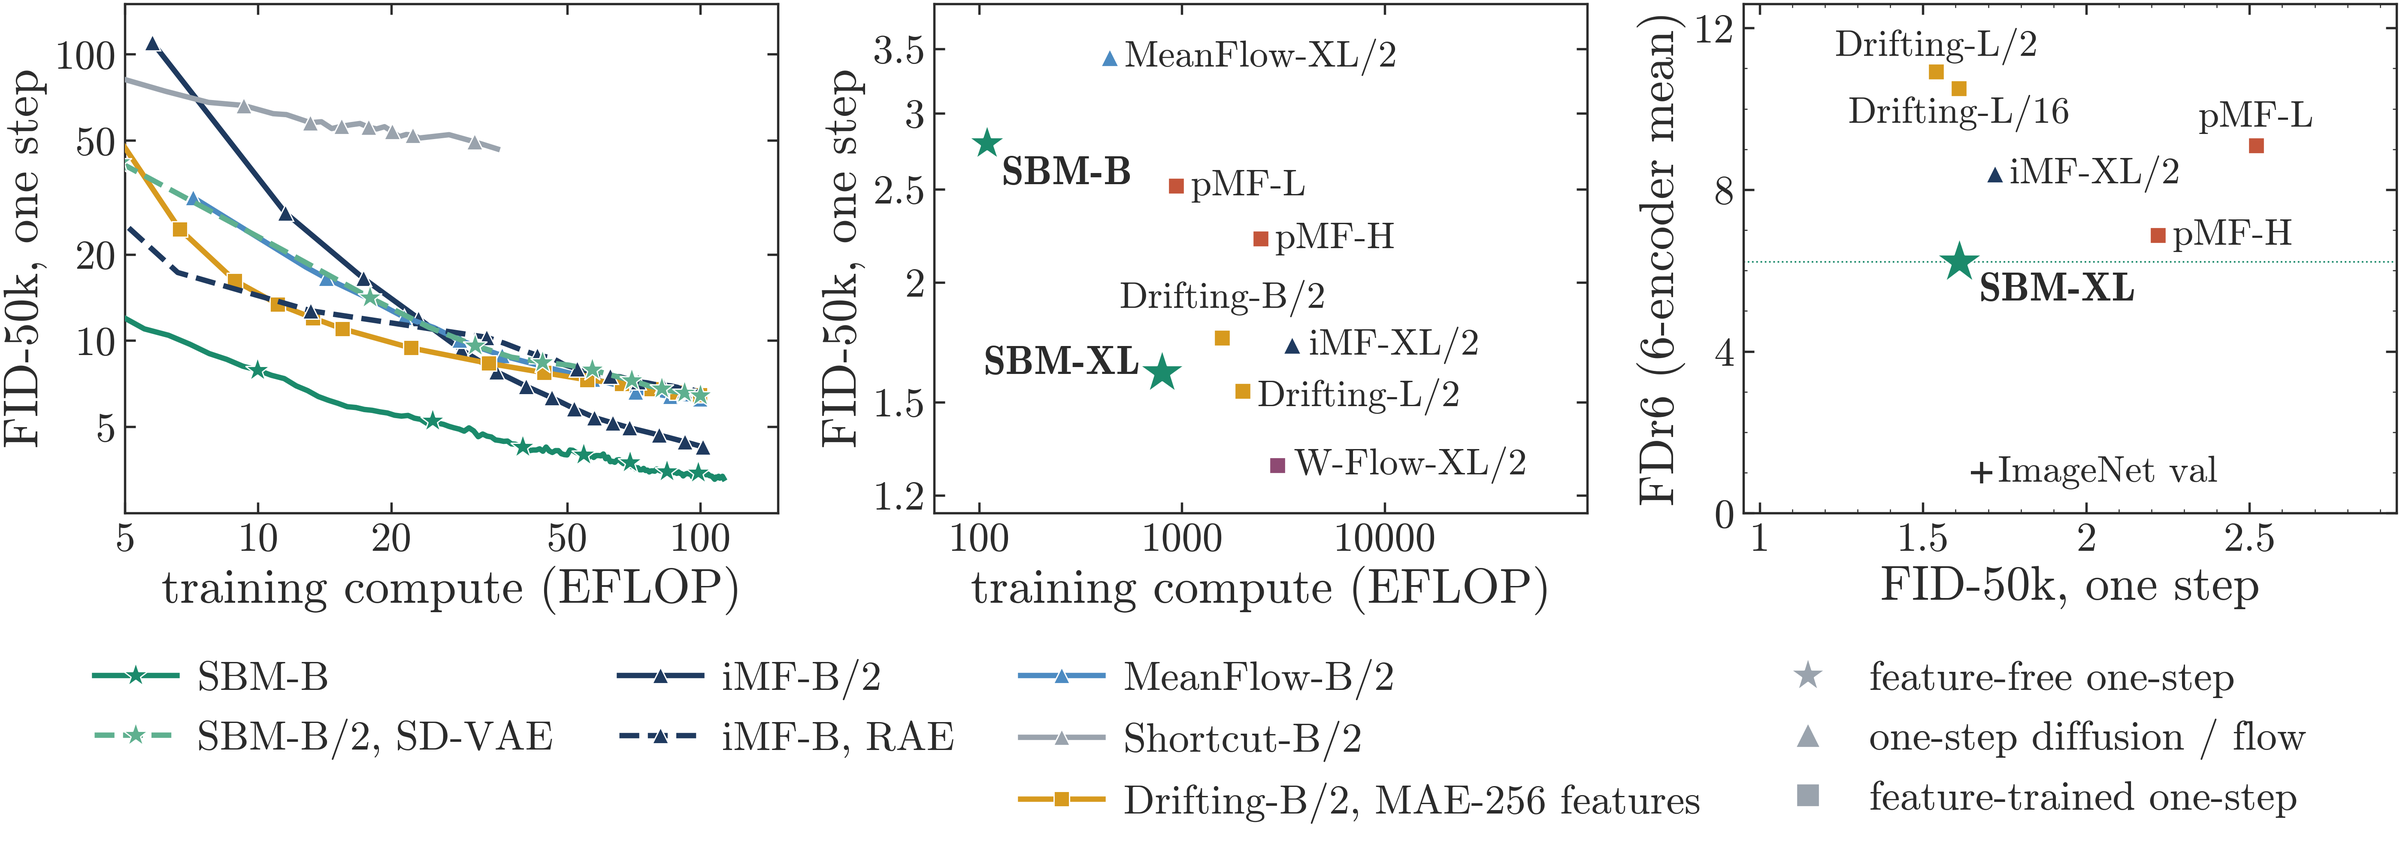 FID-50k, one step
100
50
20
10
5
5
10
20
50
100
training compute (EFLOP)
FID-50k, one step
3.5
3
2.5
2
1.5
1.2
100
1000
10000
training compute (EFLOP)
MeanFlow-XL/2
SBM-B
pMF-L
pMF-H
Drifting-B/2
SBM-XL
iMF-XL/2
Drifting-L/2
W-Flow-XL/2
FDr6 (6-encoder mean)
12
8
4
0
1
1.5
2
2.5
FID-50k, one step
Drifting-L/2
Drifting-L/16
pMF-L
iMF-XL/2
pMF-H
SBM-XL
ImageNet val
SBM-B
SBM-B/2, SD-VAE
iMF-B/2
iMF-B, RAE
MeanFlow-B/2
Shortcut-B/2
Drifting-B/2, MAE-256 features
feature-free one-step
one-step diffusion / flow
feature-trained one-step